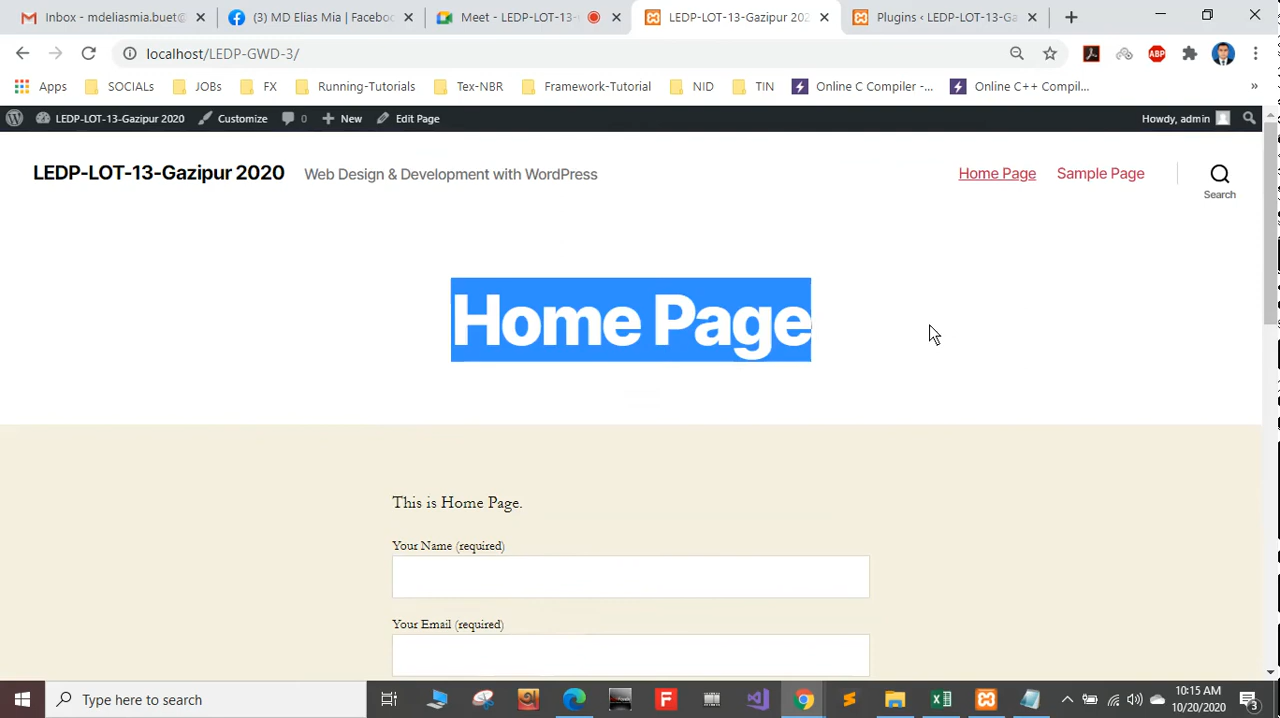 Inbox - mdeliasmia.buet@
(3) MD Elias Mia | Faceboo
Meet - LEDP-LOT-13-
LEDP-LOT-13-Gazipur 202
Plugins ‹ LEDP-LOT-13-Ga
localhost/LEDP-GWD-3/
ABP
Apps
SOCIALs
JOBs
FX
Running-Tutorials
Tex-NBR
Framework-Tutorial
NID
TIN
Online C Compiler -...
Online C++ Compil...
»
LEDP-LOT-13-Gazipur 2020
Customize
0
New
Edit Page
Howdy, admin
LEDP-LOT-13-Gazipur 2020
Web Design & Development with WordPress
Home Page
Sample Page
Search
Home Page
This is Home Page.
Your Name (required)
Your Email (required)
Type here to search
10:15 AM
10/20/2020
3